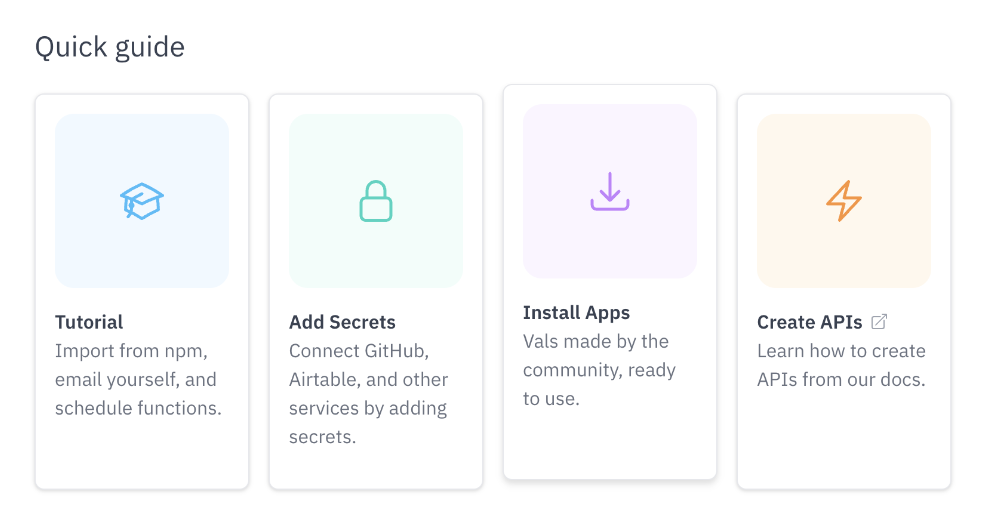 Quick guide
Tutorial
Import from npm,
email yourself, and
schedule functions.
Add Secrets
Connect GitHub,
Airtable, and other
services by adding
secrets.
Install Apps
Vals made by the
community, ready
to use.
Create APIs
Learn how to create
APIs from our docs.